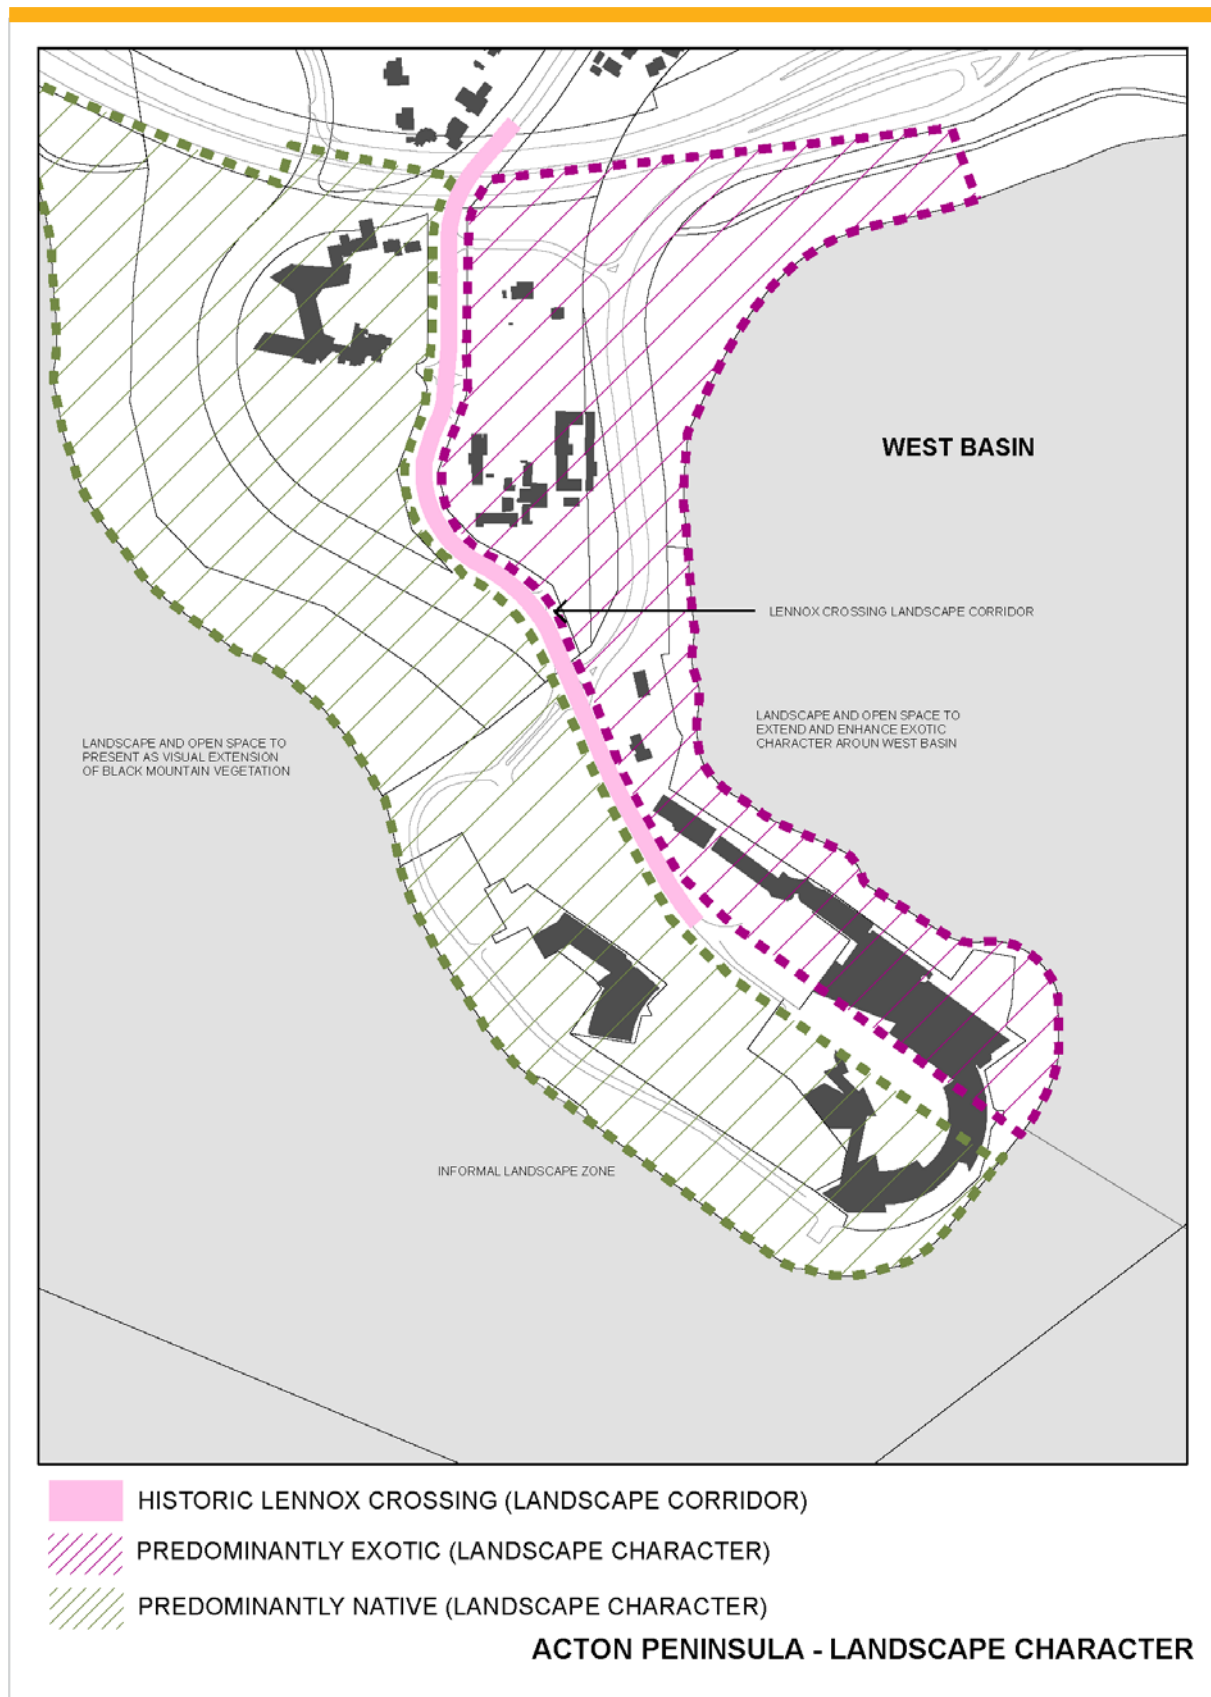 WEST BASIN
LENNOX CROSSING LANDSCAPE CORRIDOR
LANDSCAPE AND OPEN SPACE TO
EXTEND AND ENHANCE EXOTIC
CHARACTER AROUN WEST BASIN
LANDSCAPE AND OPEN SPACE TO
PRESENT AS VISUAL EXTENSION
OF BLACK MOUNTAIN VEGETATION
INFORMAL LANDSCAPE ZONE
HISTORIC LENNOX CROSSING (LANDSCAPE CORRIDOR)
PREDOMINANTLY EXOTIC (LANDSCAPE CHARACTER)
PREDOMINANTLY NATIVE (LANDSCAPE CHARACTER)
ACTON PENINSULA - LANDSCAPE CHARACTER